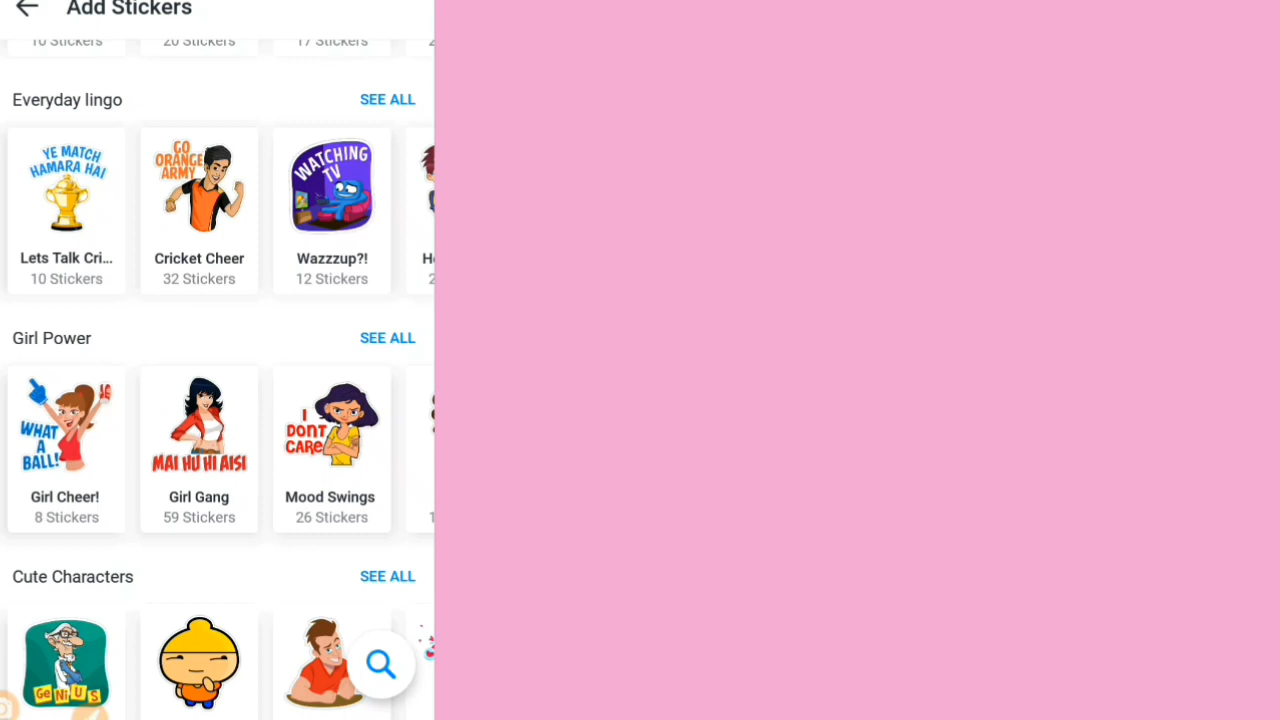 Add Stickers
10 Stickers
20 Stickers
17 Stickers
Everyday lingo
SEE ALL
YE MATCH
HAMARA HAI
GO
ORANGE
ARMY
WATCHING
TV
Lets Talk Cri...
Cricket Cheer
Wazzzup?!
10 Stickers
32 Stickers
12 Stickers
Girl Power
SEE ALL
WHAT
A
BALL!
MAI HU HI AISI
I
DONT
CARE
Girl Cheer!
Girl Gang
Mood Swings
8 Stickers
59 Stickers
26 Stickers
Cute Characters
SEE ALL
GeNiUS